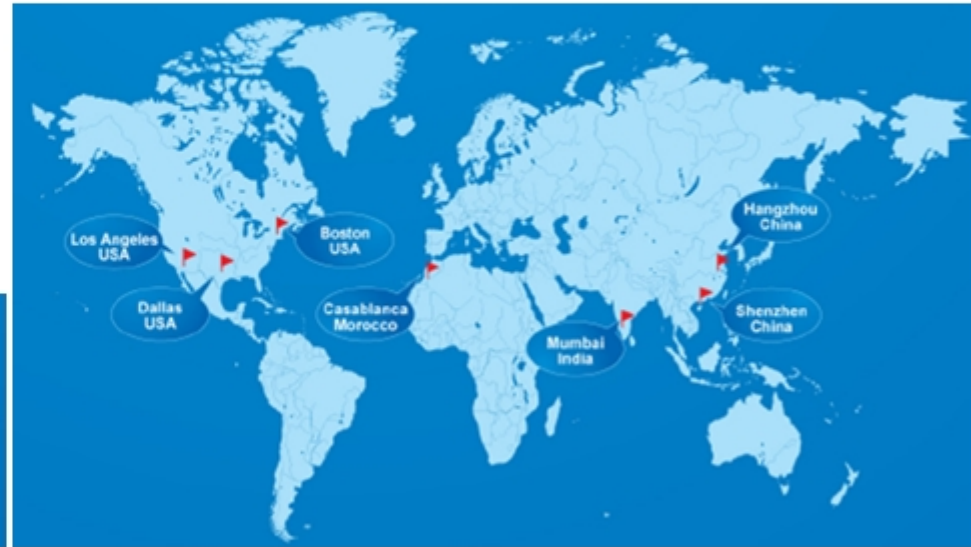 Los Angeles
USA
Boston
USA
Dallas
USA
Casablanca
Morocco
Mumbai
India
Hangzhou
China
Shenzhen
China